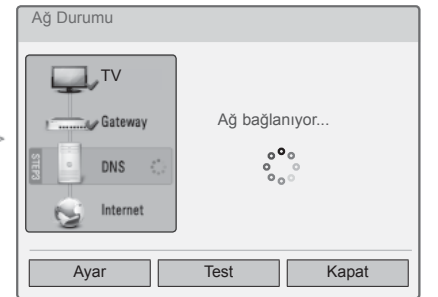 Ağ Durumu
TV
Gateway
STEP3
DNS
Internet
Ağ bağlanıyor...
Ayar
Test
Kapat